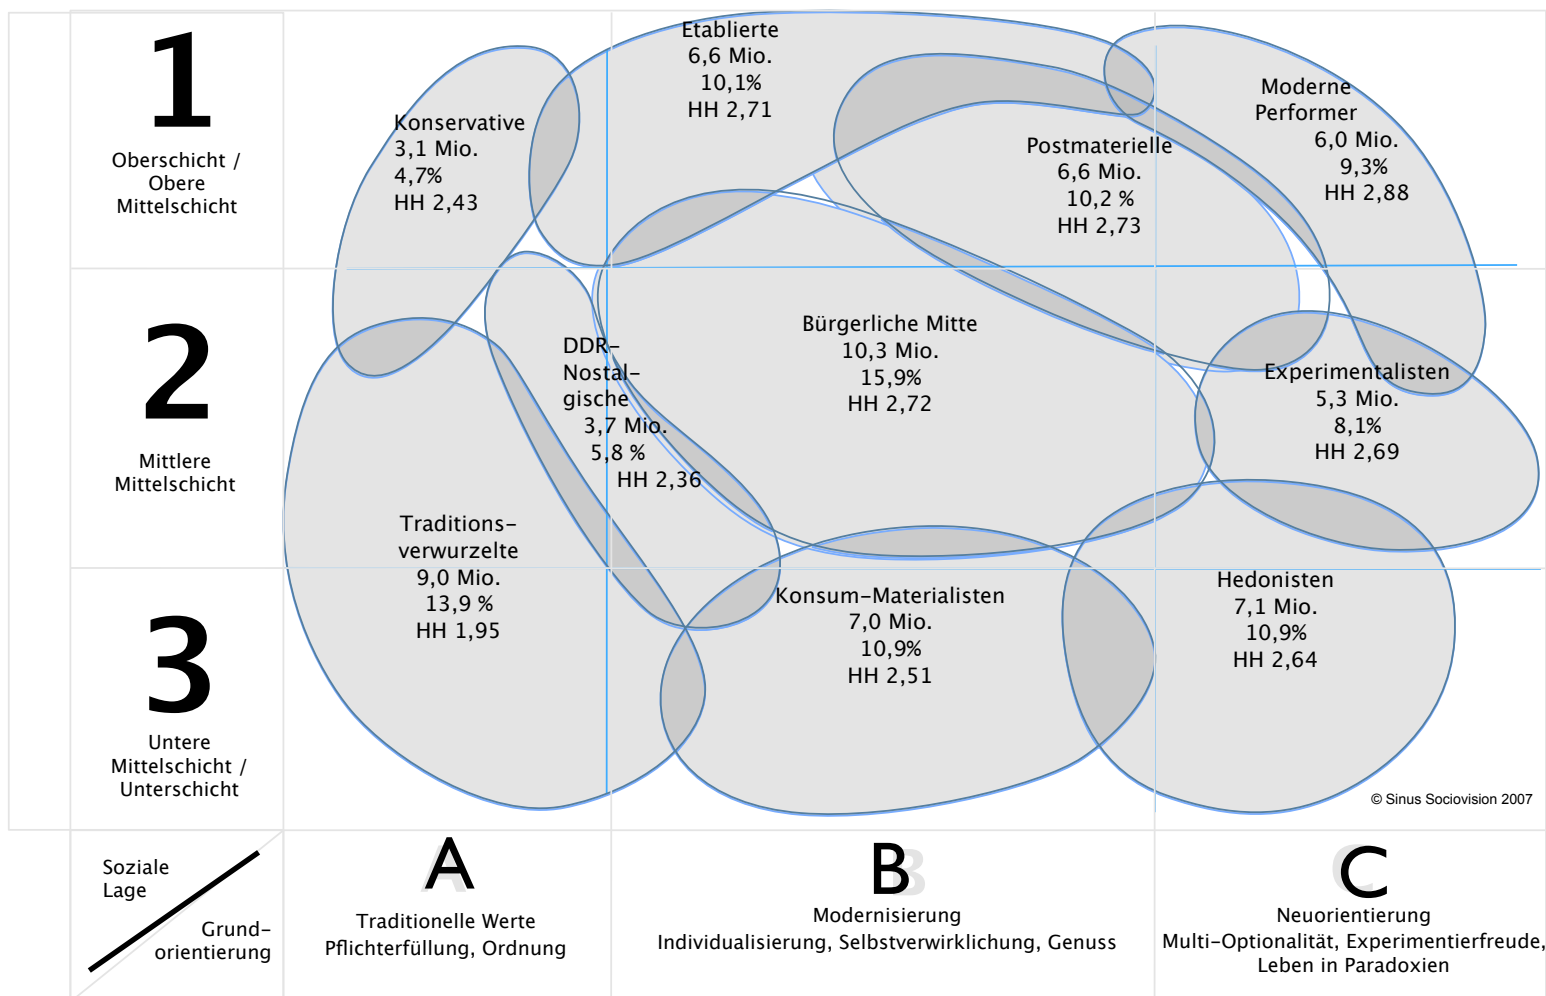 1
Oberschicht /
Obere
Mittelschicht
2
Mittlere
Mittelschicht
3
Untere
Mittelschicht /
Unterschicht
Konservative
3,1 Mio.
4,7%
HH 2,43
Etablierte
6,6 Mio.
10,1%
HH 2,71
Postmaterielle
6,6 Mio.
10,2 %
HH 2,73
Moderne
Performer
6,0 Mio.
9,3%
HH 2,88
DDR-
Nostal-
gische
3,7 Mio.
5,8 %
HH 2,36
Bürgerliche Mitte
10,3 Mio.
15,9%
HH 2,72
Experimentalisten
5,3 Mio.
8,1%
HH 2,69
Traditions-
verwurzelte
9,0 Mio.
13,9 %
HH 1,95
Konsum-Materialisten
7,0 Mio.
10,9%
HH 2,51
Hedonisten
7,1 Mio.
10,9%
HH 2,64
© Sinus Sociovision 2007
Soziale
Lage
Grund-
orientierung
A
Traditionelle Werte
Pflichterfüllung, Ordnung
B
Modernisierung
Individualisierung, Selbstverwirklichung, Genuss
C
Neuorientierung
Multi-Optionalität, Experimentierfreude,
Leben in Paradoxien